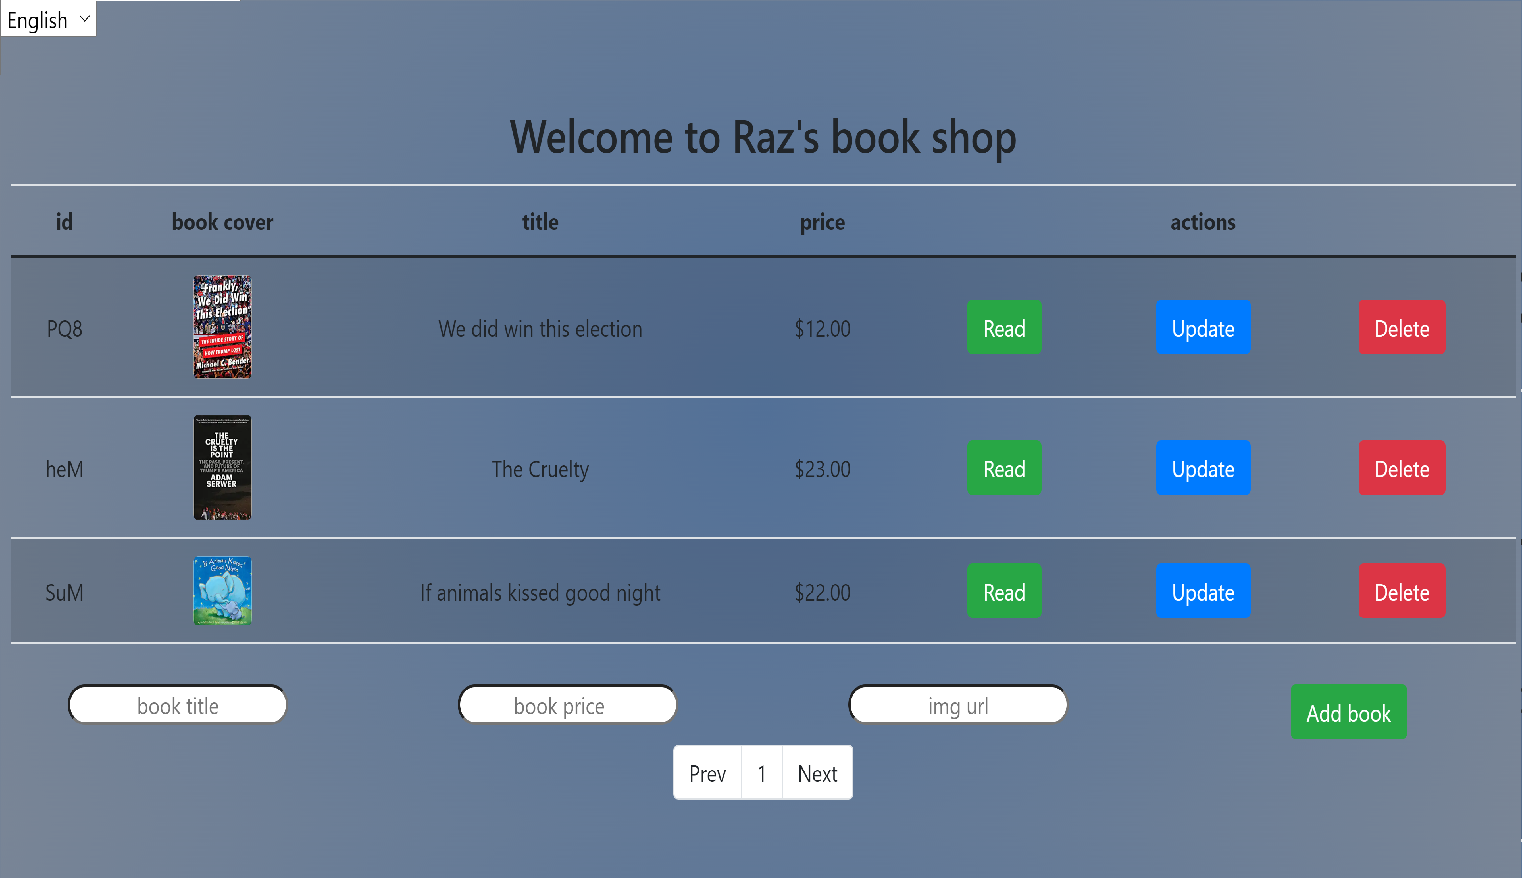 English
Welcome to Raz's book shop
id book cover title price actions
Frankly,
We Did Win
This Election
THE INSIDE STORY OF
HOW TRUMP LOST
Michael C. Bender
PQ8 We did win this election $12.00 Read Update Delete
THE
CRUELTY
IS THE
POINT
THE PAST, PRESENT,
AND FUTURE OF
TRUMP'S AMERICA
ADAM
SERWER
heM The Cruelty $23.00 Read Update Delete
If Animals Kissed
Good Night
SuM If animals kissed good night $22.00 Read Update Delete
book title book price img url Add book
Prev 1 Next